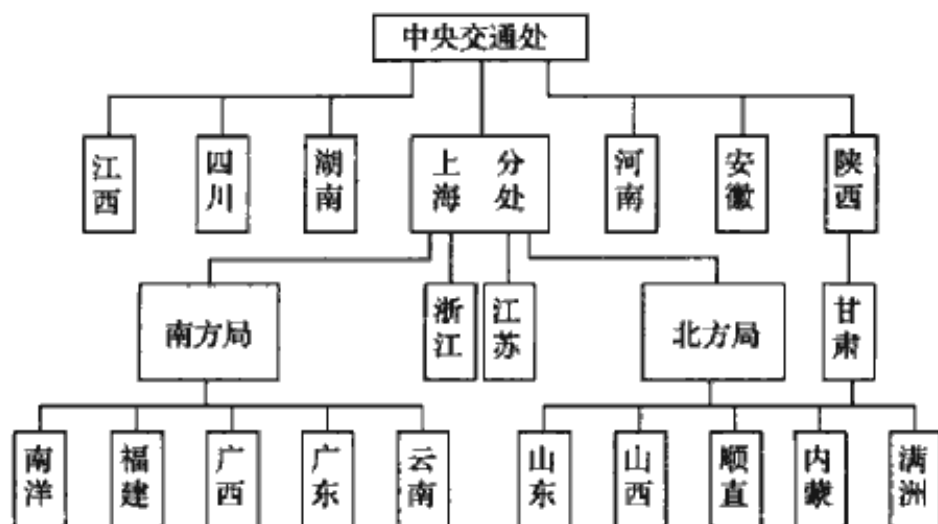 中央交通处
江西
四川
湖南
上海分处
河南
安徽
陕西
南方局
浙江
江苏
北方局
甘肃
南洋
福建
广西
广东
云南
山东
山西
顺直
内蒙
满洲